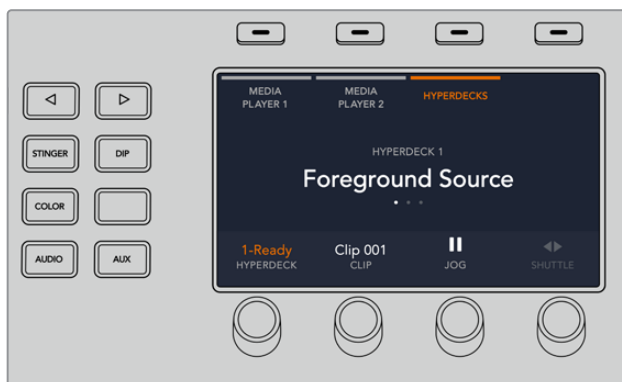 MEDIA
PLAYER 1
MEDIA
PLAYER 2
HYPERDECKS
STINGER
DIP
HYPERDECK 1
Foreground Source
COLOR
1-Ready
HYPERDECK
Clip 001
CLIP
JOG
SHUTTLE
AUDIO
AUX